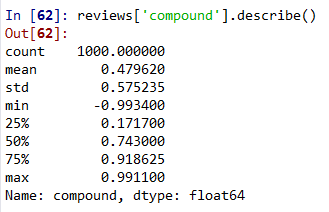 In [62]: reviews['compound'].describe()
Out[62]:
count    1000.000000
mean        0.479620
std         0.575235
min        -0.993400
25%         0.171700
50%         0.743000
75%         0.918625
max         0.991100
Name: compound, dtype: float64